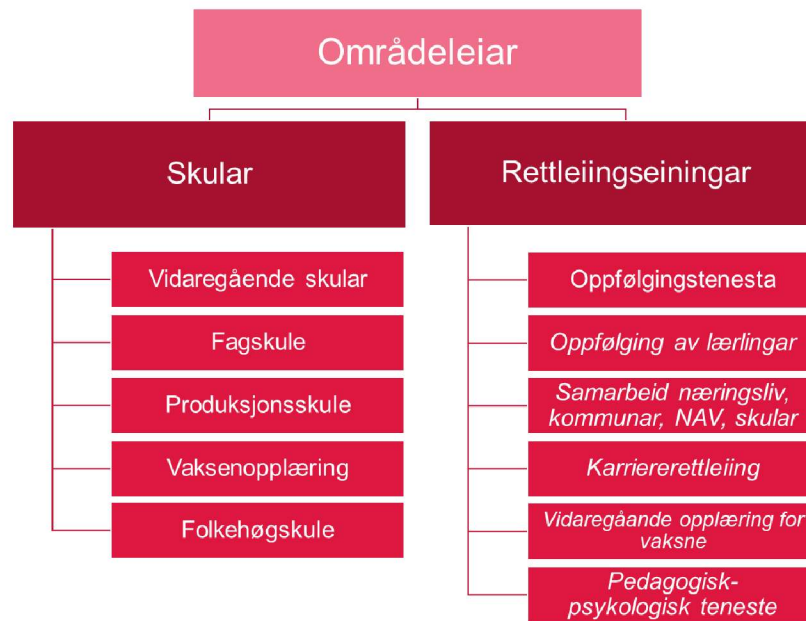 Områdeleiar
Skular
Vidaregåande skular
Fagskule
Produksjonsskule
Vaksenopplæring
Folkehøgskule
Rettleiingseiningar
Oppfølgingstenesta
Oppfølging av lærlingar
Samarbeid næringsliv,
kommunar, NAV, skular
Karriererettleiing
Vidaregåande opplæring for
vaksne
Pedagogisk-
psykologisk teneste